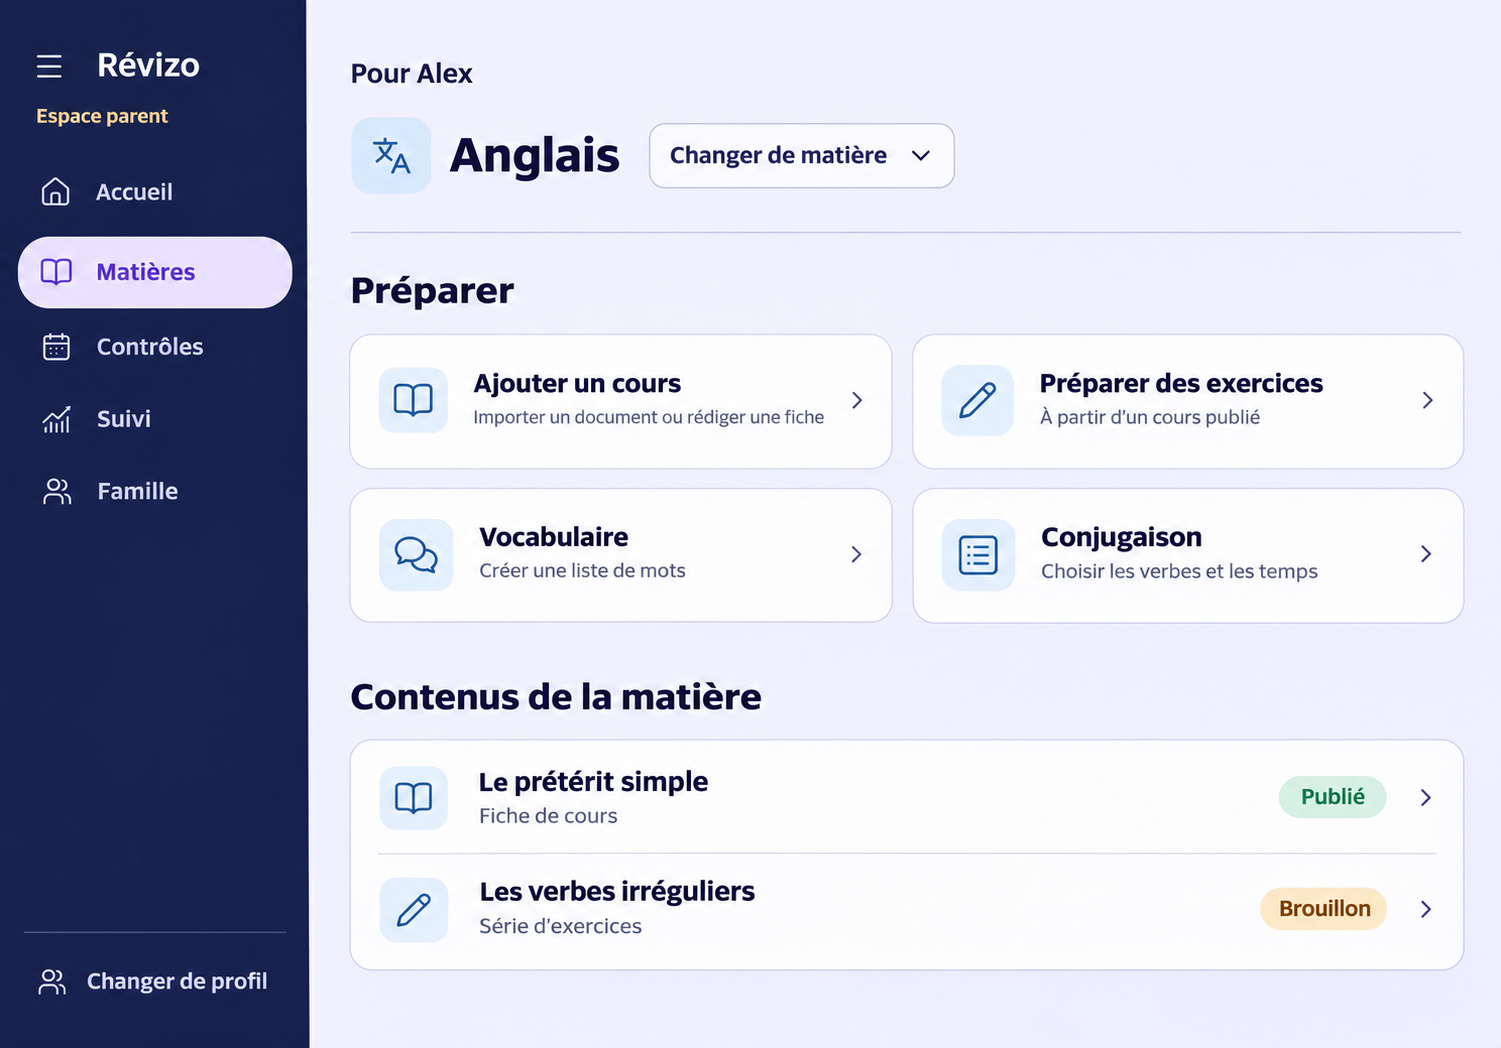 Révizo
Espace parent
Accueil
Matières
Contrôles
Suivi
Famille
Changer de profil
Pour Alex
Anglais
Changer de matière
Préparer
Ajouter un cours
Importer un document ou rédiger une fiche
Préparer des exercices
À partir d'un cours publié
Vocabulaire
Créer une liste de mots
Conjugaison
Choisir les verbes et les temps
Contenus de la matière
Le prétérit simple
Fiche de cours
Publié
Les verbes irréguliers
Série d'exercices
Brouillon